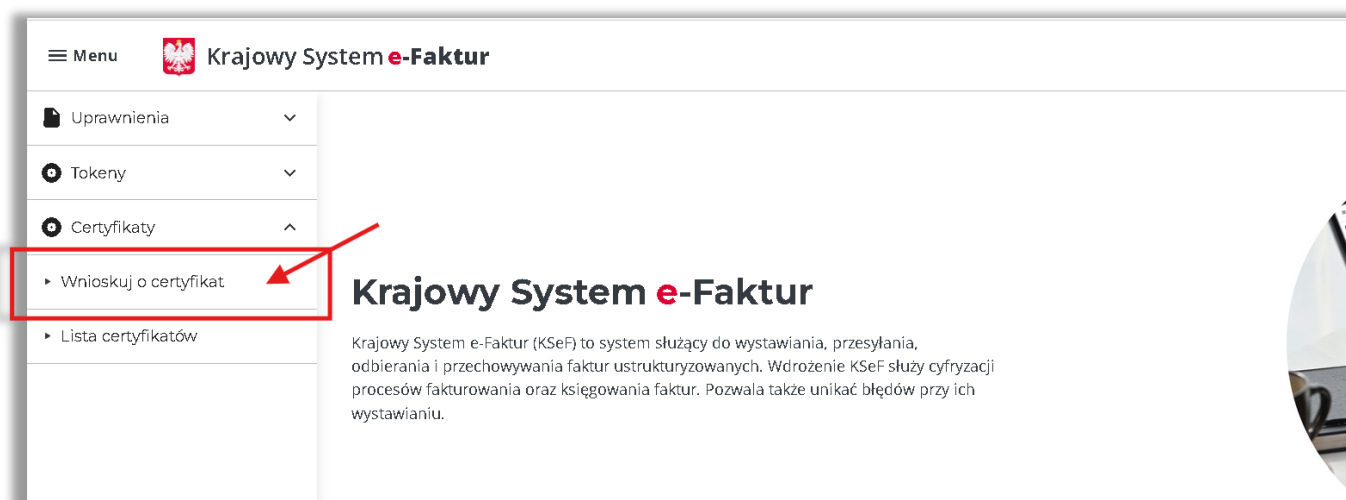 Menu
Krajowy System e-Faktur
Uprawnienia
Tokeny
Certyfikaty
Wnioskuj o certyfikat
Lista certyfikatów
Krajowy System e-Faktur
Krajowy System e-Faktur (KSeF) to system służący do wystawiania, przesyłania,
odbierania i przechowywania faktur ustrukturyzowanych. Wdrożenie KSeF służy cyfryzacji
procesów fakturowania oraz księgowania faktur. Pozwala także unikać błędów przy ich
wystawianiu.